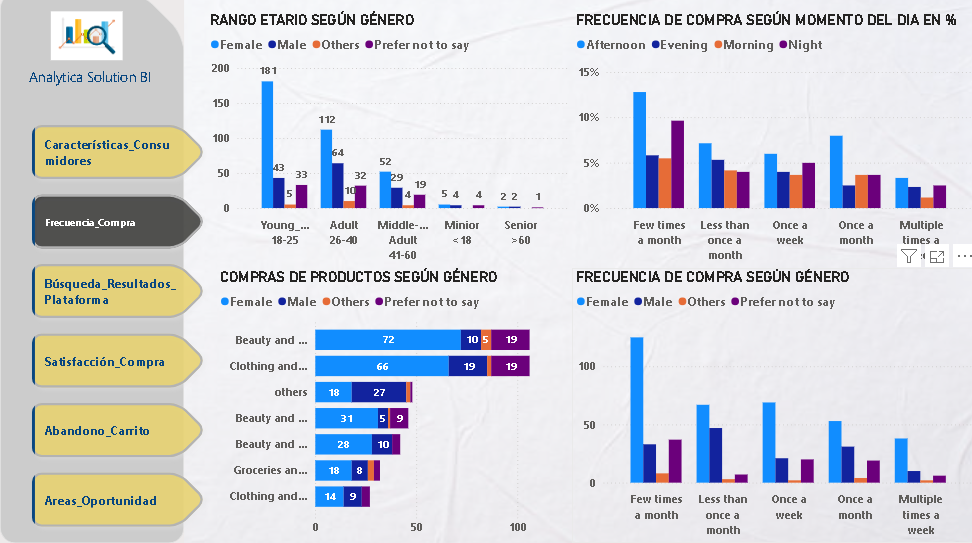 Analytica Solution BI
Características_Consu
midores
Frecuencia_Compra
Búsqueda_Resultados_
Plataforma
Satisfacción_Compra
Abandono_Carrito
Areas_Oportunidad
RANGO ETARIO SEGÚN GÉNERO
Female Male Others Prefer not to say
200
150
100
50
0
181
43
5
33
112
64
10
32
52
29
4
19
5
4
4
2
2
1
Young_... Adult Middle-... Minior Senior
18-25 26-40 Adult < 18 >60
41-60
FRECUENCIA DE COMPRA SEGÚN MOMENTO DEL DIA EN %
Afternoon Evening Morning Night
15%
10%
5%
0%
Few times Less than Once a Once a Multiple
a month once a week month times a
month
COMPRAS DE PRODUCTOS SEGÚN GÉNERO
Female Male Others Prefer not to say
Beauty and ... 72 10 5 19
Clothing and... 66 19 19
others 18 27
Beauty and ... 31 5 9
Beauty and ... 28 10
Groceries an... 18 8
Clothing and... 14 9
0 50 100
FRECUENCIA DE COMPRA SEGÚN GÉNERO
Female Male Others Prefer not to say
100
50
0
Few times Less than Once a Once a Multiple
a month once a week month times a
month week